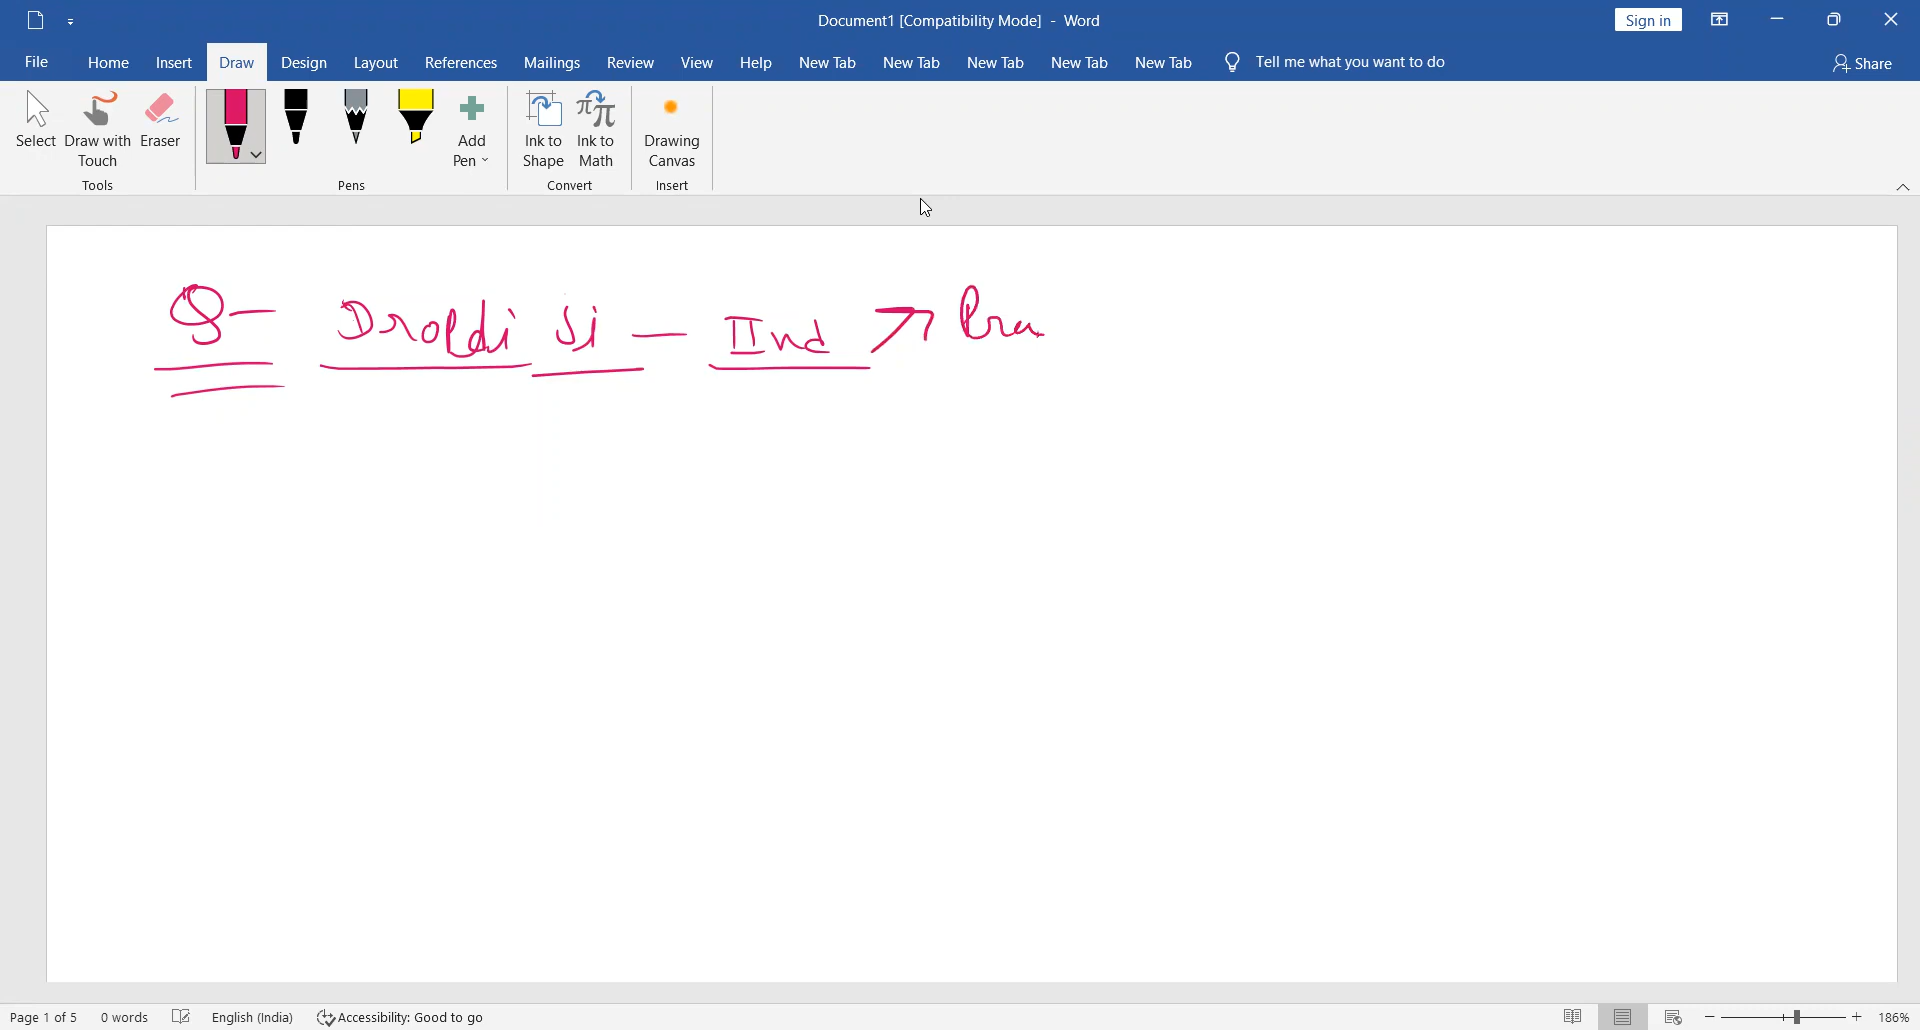 Document1 [Compatibility Mode] - Word
Sign in
File Home Insert Draw Design Layout References Mailings Review View Help New Tab New Tab New Tab New Tab New Tab Tell me what you want to do Share
Select Draw with Touch Eraser Add Pen Ink to Shape Ink to Math Drawing Canvas
Tools Pens Convert Insert
Q- Dropdi Ji - IInd Pra
Page 1 of 5 0 words English (India) Accessibility: Good to go 186%